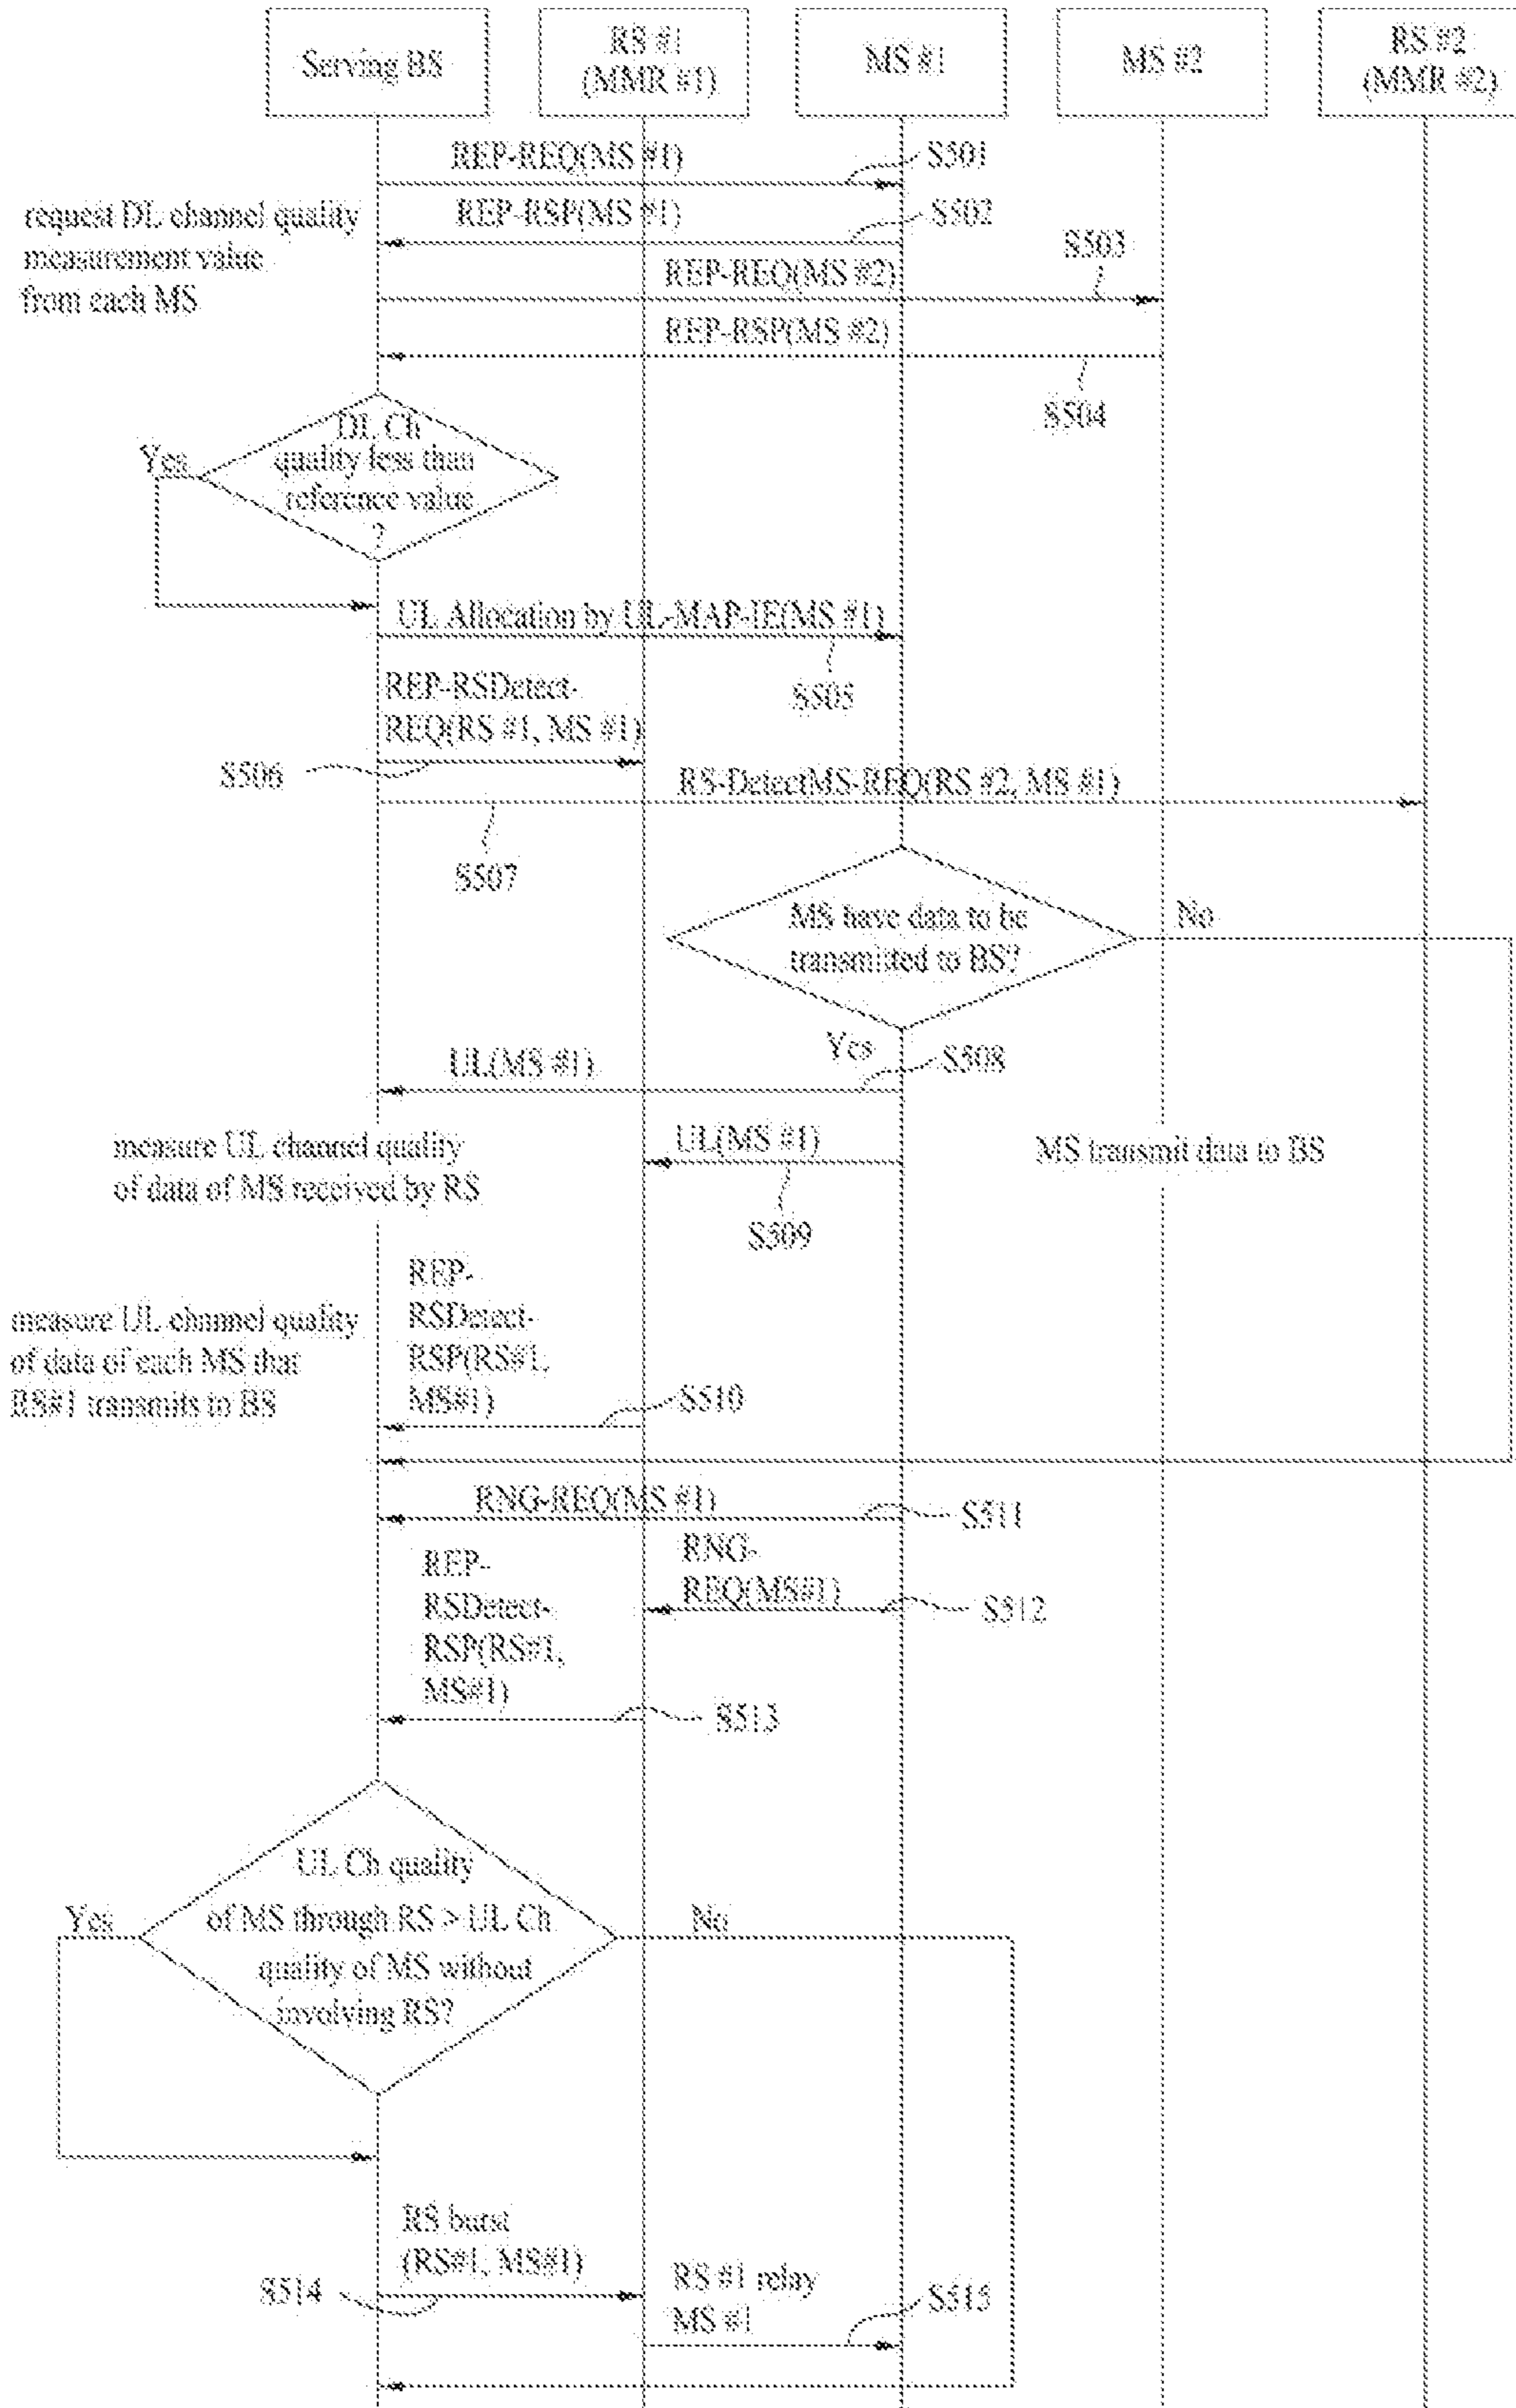 Serving BS
RS #1
(MMR #1)
MS #1
MS #2
RS #2
(MMR #2)
REP-REQ(MS #1)
S501
request DL channel quality
measurement value
from each MS
REP-RSP(MS #1)
S502
REP-REQ(MS #2)
S503
REP-RSP(MS #2)
S504
DL Ch
quality less than
reference value
?
Yes
UL Allocation by UL-MAP-IE(MS #1)
S505
REP-RSDetect-
REQ(RS #1, MS #1)
S506
RS-DetectMS-REQ(RS #2, MS #1)
S507
MS have data to be
transmitted to BS?
No
Yes
UL(MS #1)
S508
measure UL channel quality
of data of MS received by RS
UL(MS #1)
MS transmit data to BS
S509
measure UL channel quality
of data of each MS that
RS#1 transmits to BS
REP-
RSDetect-
RSP(RS#1,
MS#1)
S510
RNG-REQ(MS #1)
S511
REP-
RSDetect-
RSP(RS#1,
MS#1)
RNG-
REQ(MS#1)
S512
S513
UL Ch quality
of MS through RS > UL Ch
quality of MS without
involving RS?
Yes
No
RS burst
(RS#1, MS#1)
S514
RS #1 relay
MS #1
S515